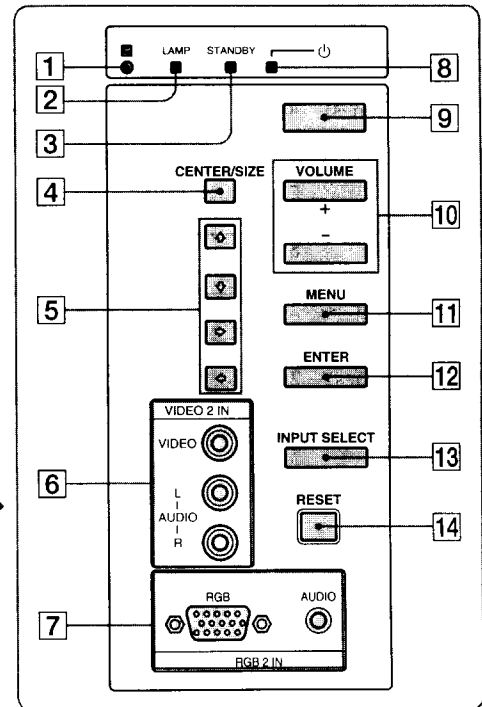 LAMP STANDBY
1
2
3
8
9
CENTER/SIZE
VOLUME
4
+
−
10
5
MENU
11
ENTER
12
VIDEO 2 IN
VIDEO
INPUT SELECT
13
6
L
AUDIO
R
RESET
14
7
RGB
AUDIO
RGB 2 IN